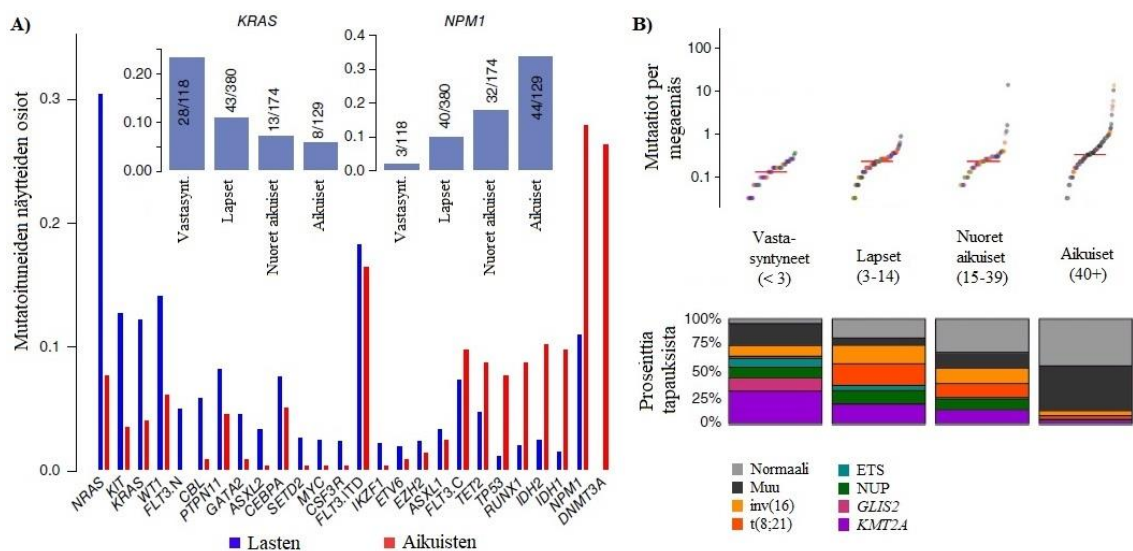 A)
KRAS
NPM1
B)
Mutatoituneiden näytteiden osiot
0.3
0.2
0.1
0.0
0.20
0.10
0.00
28/118
43/380
13/174
8/129
Vastasynt.
Lapset
Nuoret aikuiset
Aikuiset
0.4
0.3
0.2
0.1
0.0
3/118
40/380
32/174
44/129
Vastasynt.
Lapset
Nuoret aikuiset
Aikuiset
NRAS
KIT
KRAS
WT1
FLT3.N
CBL
PTPN11
GATA2
ASXL2
CEBPA
SETD2
MYC
CSF3R
FLT3.ITD
IKZF1
ETV6
EZH2
ASXL1
FLT3.C
TET2
TP53
RUNX1
IDH2
IDH1
NPM1
DNMT3A
Lasten
Aikuisten
Mutaatiot per
megaemäs
100
10
1
0.1
Vasta-
syntyneet
(< 3)
Lapset
(3-14)
Nuoret
aikuiset
(15-39)
Aikuiset
(40+)
Prosenttia
tapauksista
100%
75%
50%
25%
0%
Normaali
Muu
inv(16)
t(8;21)
ETS
NUP
GLIS2
KMT2A